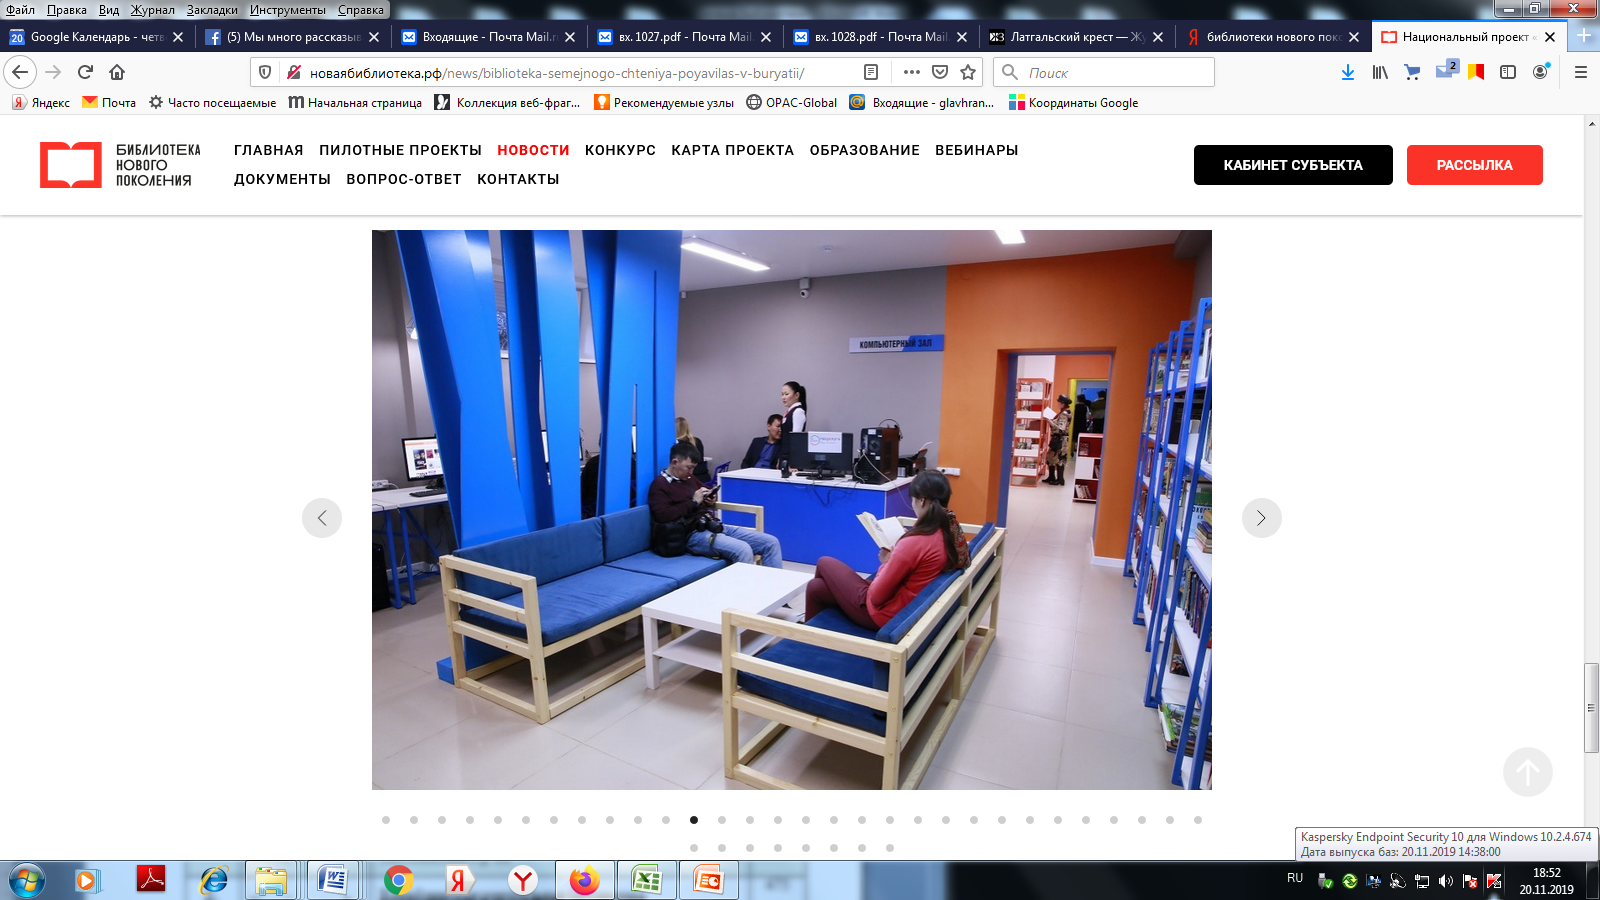 Файл Правка Вид Журнал Закладки Инструменты Справка
Google Календарь - четв
(5) Мы много рассказыв
Входящие - Почта Mail.r
вх. 1027.pdf - Почта Mail.
вх. 1028.pdf - Почта Mail.
Латгальский крест — Жу
библиотеки нового поко
Национальный проект «
новаябиблиотека.рф/news/biblioteka-semejnogo-chteniya-poyavilas-v-buryatii/
Поиск
2
Яндекс Почта Часто посещаемые Начальная страница Коллекция веб-фраг... Рекомендуемые узлы OPAC-Global Входящие - glavhran... Координаты Google
БИБЛИОТЕКА
НОВОГО
ПОКОЛЕНИЯ
ГЛАВНАЯ ПИЛОТНЫЕ ПРОЕКТЫ НОВОСТИ КОНКУРС КАРТА ПРОЕКТА ОБРАЗОВАНИЕ ВЕБИНАРЫ
ДОКУМЕНТЫ ВОПРОС-ОТВЕТ КОНТАКТЫ
КАБИНЕТ СУБЪЕКТА
РАССЫЛКА
КОМПЬЮТЕРНЫЙ ЗАЛ
Kaspersky Endpoint Security 10 для Windows 10.2.4.674
Дата выпуска баз: 20.11.2019 14:38:00
RU
18:52
20.11.2019